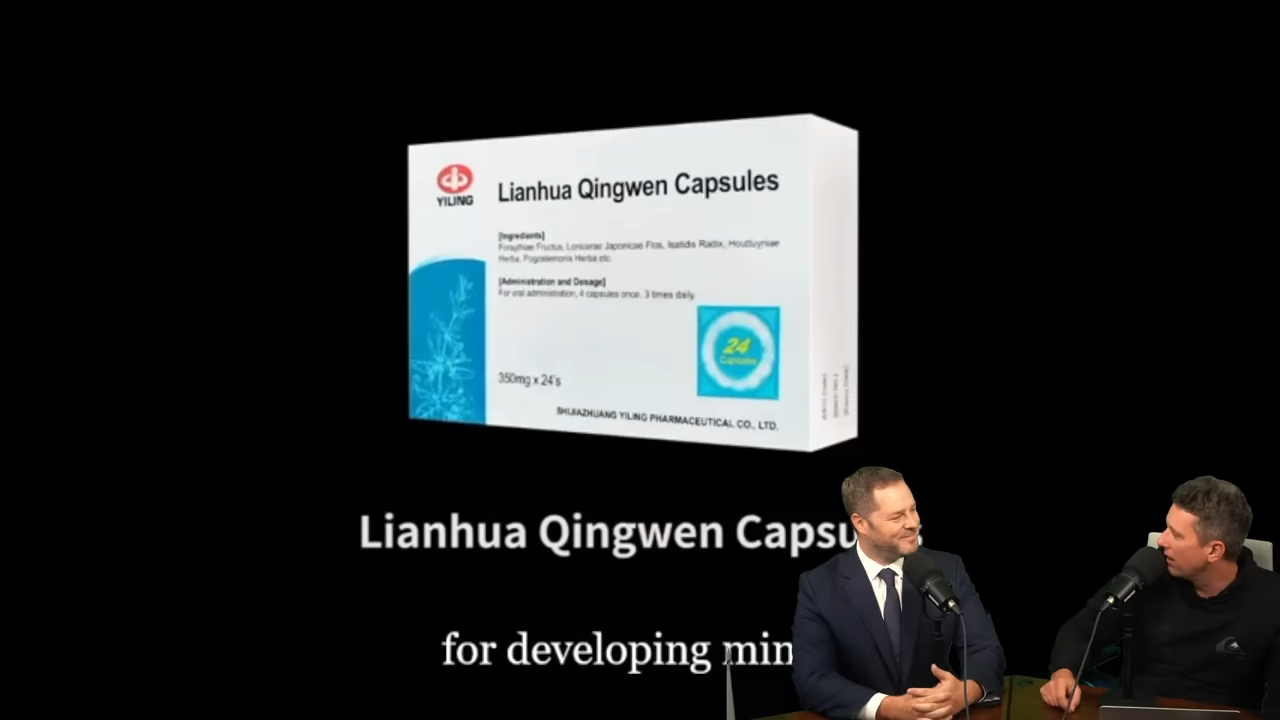 YILING
Lianhua Qingwen Capsules
[Ingredients]
Forsythiae Fructus, Lonicerae Japonicae Flos, Isatidis Radix, Houttuyniae
Herba, Pogostemonis Herba etc.
[Administration and Dosage]
For oral administration, 4 capsules once, 3 times daily.
24
Capsules
350mg x 24's
SHIJIAZHUANG YILING PHARMACEUTICAL CO., LTD.
Lianhua Qingwen Capsu
for developing min